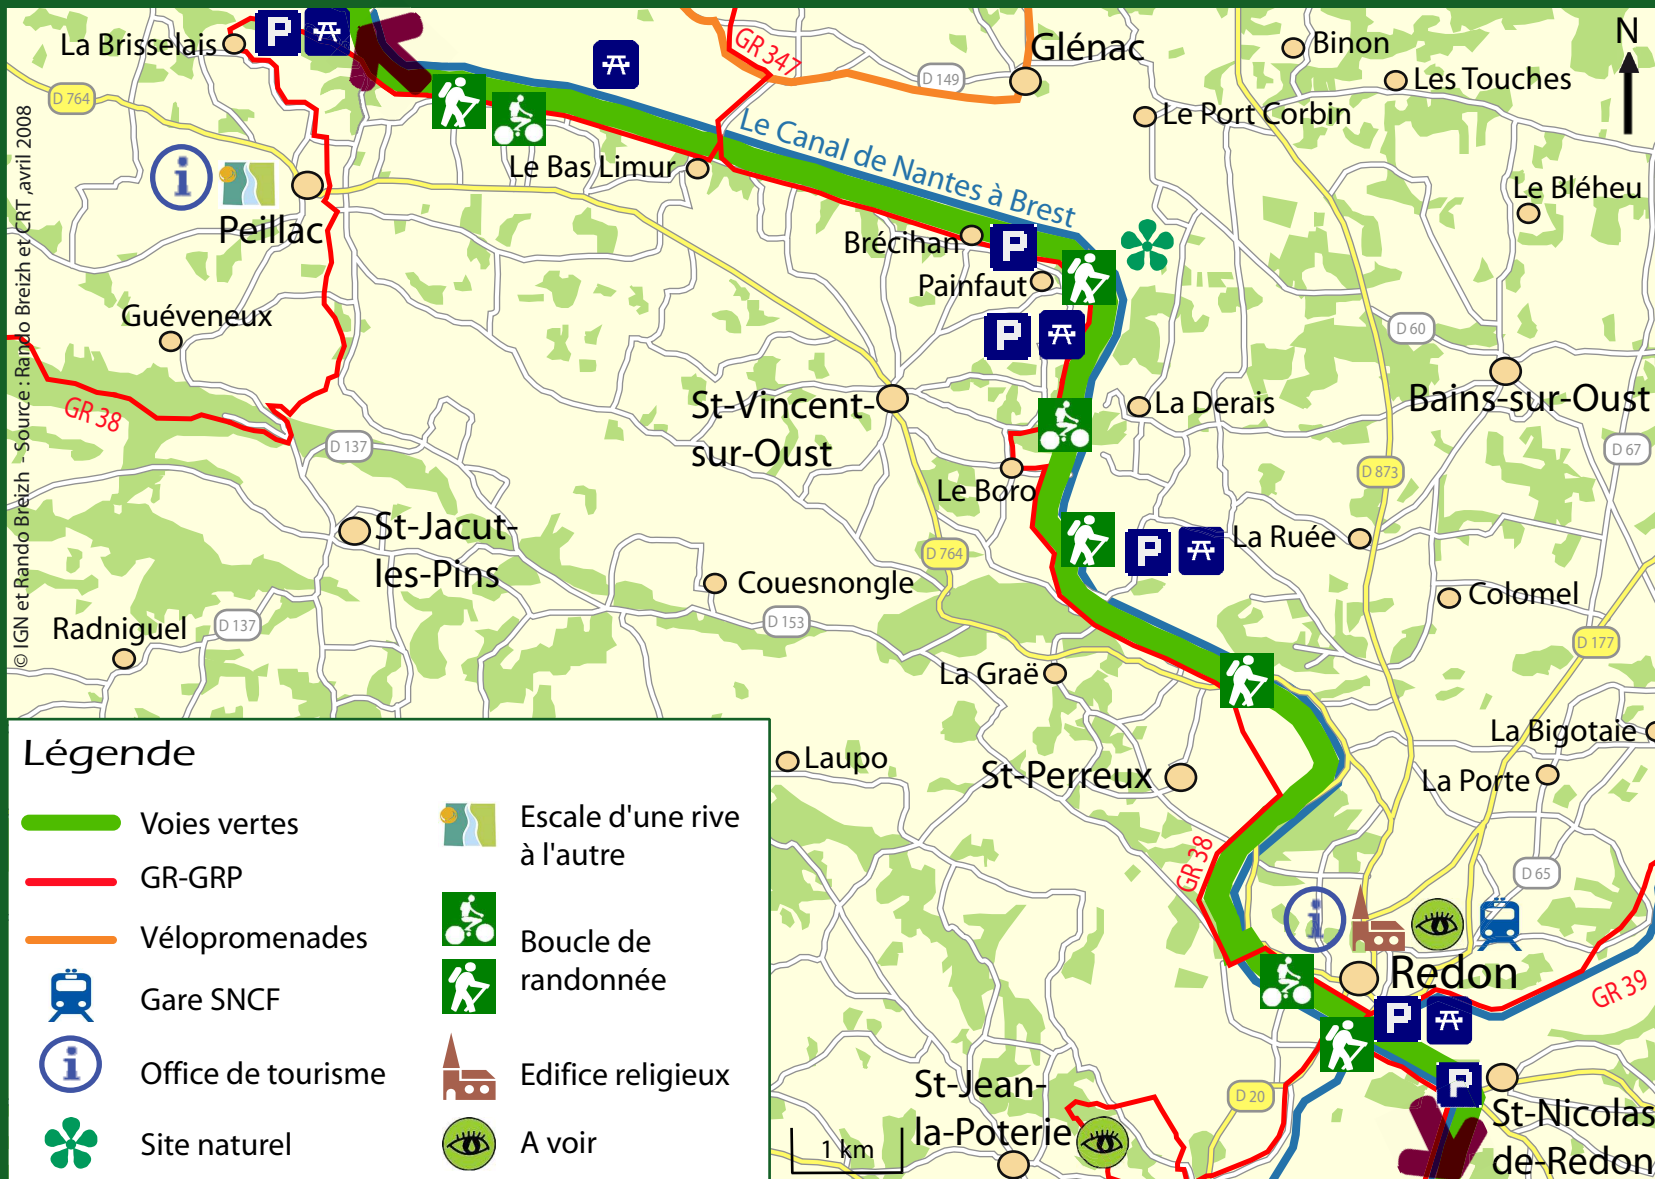 © IGN et Rando Breizh - Source : Rando Breizh et CRT ,avril 2008
La Brisselais
P
GR 347
Glénac
Binon
N
D 764
D 149
Les Touches
Le Port Corbin
Le Canal de Nantes à Brest
Le Bas Limur
i
Peillac
Le Bléheu
Brécihan
P
Painfaut
Guéveneux
P
D 60
GR 38
St-Vincent-
sur-Oust
La Derais
Bains-sur-Oust
D 137
D 67
D 873
Le Boro
St-Jacut-
les-Pins
D 764
P
La Ruée
Couesnongle
Colomel
Radniguel
D 137
D 153
D 177
La Graë
La Bigotaie
Laupo
St-Perreux
La Porte
GR 38
D 65
i
Redon
GR 39
P
P
D 20
St-Jean-
la-Poterie
St-Nicolas
de-Redon
1 km
Légende
Voies vertes
GR-GRP
Vélopromenades
Gare SNCF
i
Office de tourisme
Site naturel
Escale d'une rive
à l'autre
Boucle de
randonnée
Edifice religieux
A voir